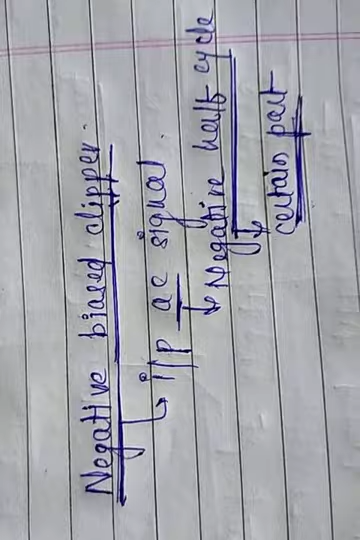 Negative biased clipper.
↳ i/p ac signal
↳ Negative half cycle
↓
certain part